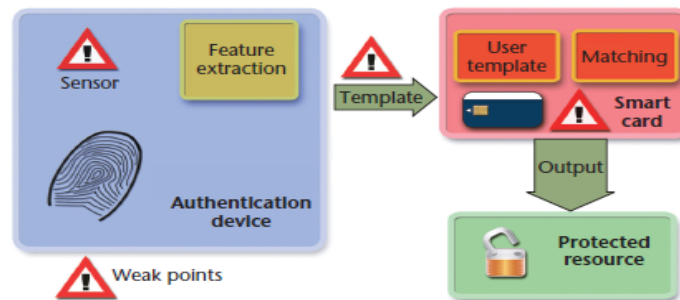 Sensor
Feature
extraction
Authentication
device
Template
User
template
Matching
Smart
card
Output
Protected
resource
Weak points